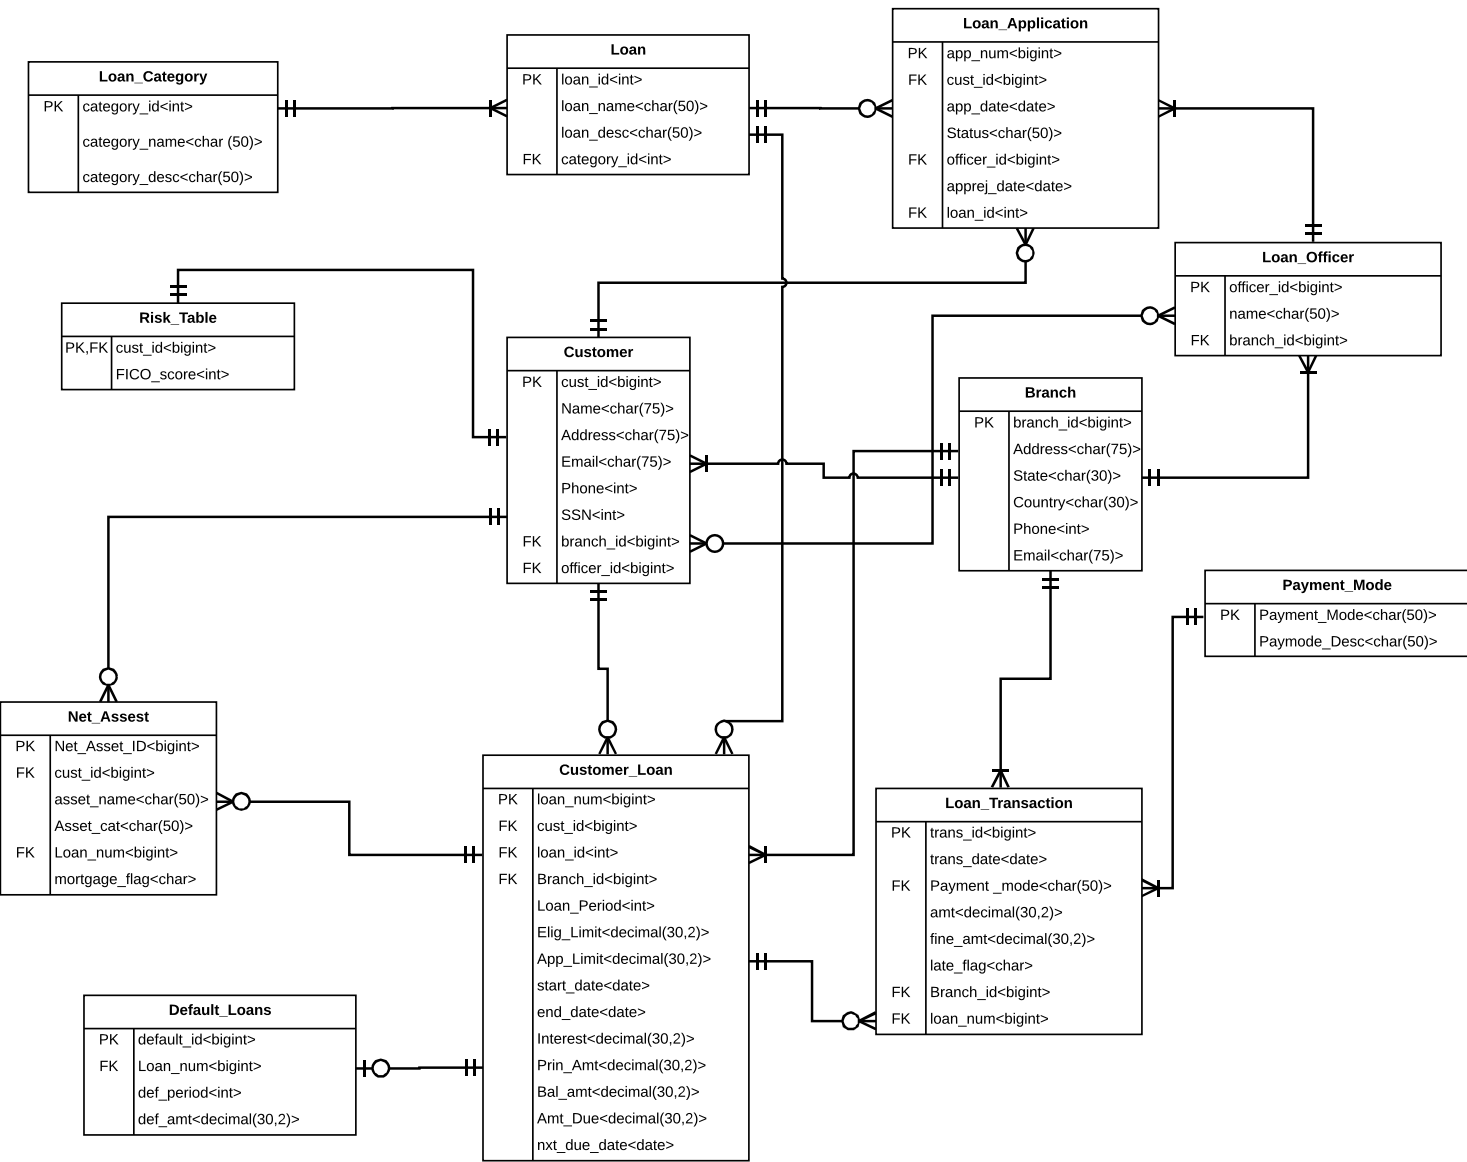 Loan_Category
PK category_id<int>
category_name<char (50)>
category_desc<char(50)>
Loan
PK loan_id<int>
loan_name<char(50)>
loan_desc<char(50)>
FK category_id<int>
Loan_Application
PK app_num<bigint>
FK cust_id<bigint>
app_date<date>
Status<char(50)>
FK officer_id<bigint>
apprej_date<date>
FK loan_id<int>
Loan_Officer
PK officer_id<bigint>
name<char(50)>
FK branch_id<bigint>
Risk_Table
PK,FK cust_id<bigint>
FICO_score<int>
Customer
PK cust_id<bigint>
Name<char(75)>
Address<char(75)>
Email<char(75)>
Phone<int>
SSN<int>
FK branch_id<bigint>
FK officer_id<bigint>
Branch
PK branch_id<bigint>
Address<char(75)>
State<char(30)>
Country<char(30)>
Phone<int>
Email<char(75)>
Payment_Mode
PK Payment_Mode<char(50)>
Paymode_Desc<char(50)>
Net_Assest
PK Net_Asset_ID<bigint>
FK cust_id<bigint>
asset_name<char(50)>
Asset_cat<char(50)>
FK Loan_num<bigint>
mortgage_flag<char>
Customer_Loan
PK loan_num<bigint>
FK cust_id<bigint>
FK loan_id<int>
FK Branch_id<bigint>
Loan_Period<int>
Elig_Limit<decimal(30,2)>
App_Limit<decimal(30,2)>
start_date<date>
end_date<date>
Interest<decimal(30,2)>
Prin_Amt<decimal(30,2)>
Bal_amt<decimal(30,2)>
Amt_Due<decimal(30,2)>
nxt_due_date<date>
Loan_Transaction
PK trans_id<bigint>
trans_date<date>
FK Payment _mode<char(50)>
amt<decimal(30,2)>
fine_amt<decimal(30,2)>
late_flag<char>
FK Branch_id<bigint>
FK loan_num<bigint>
Default_Loans
PK default_id<bigint>
FK Loan_num<bigint>
def_period<int>
def_amt<decimal(30,2)>